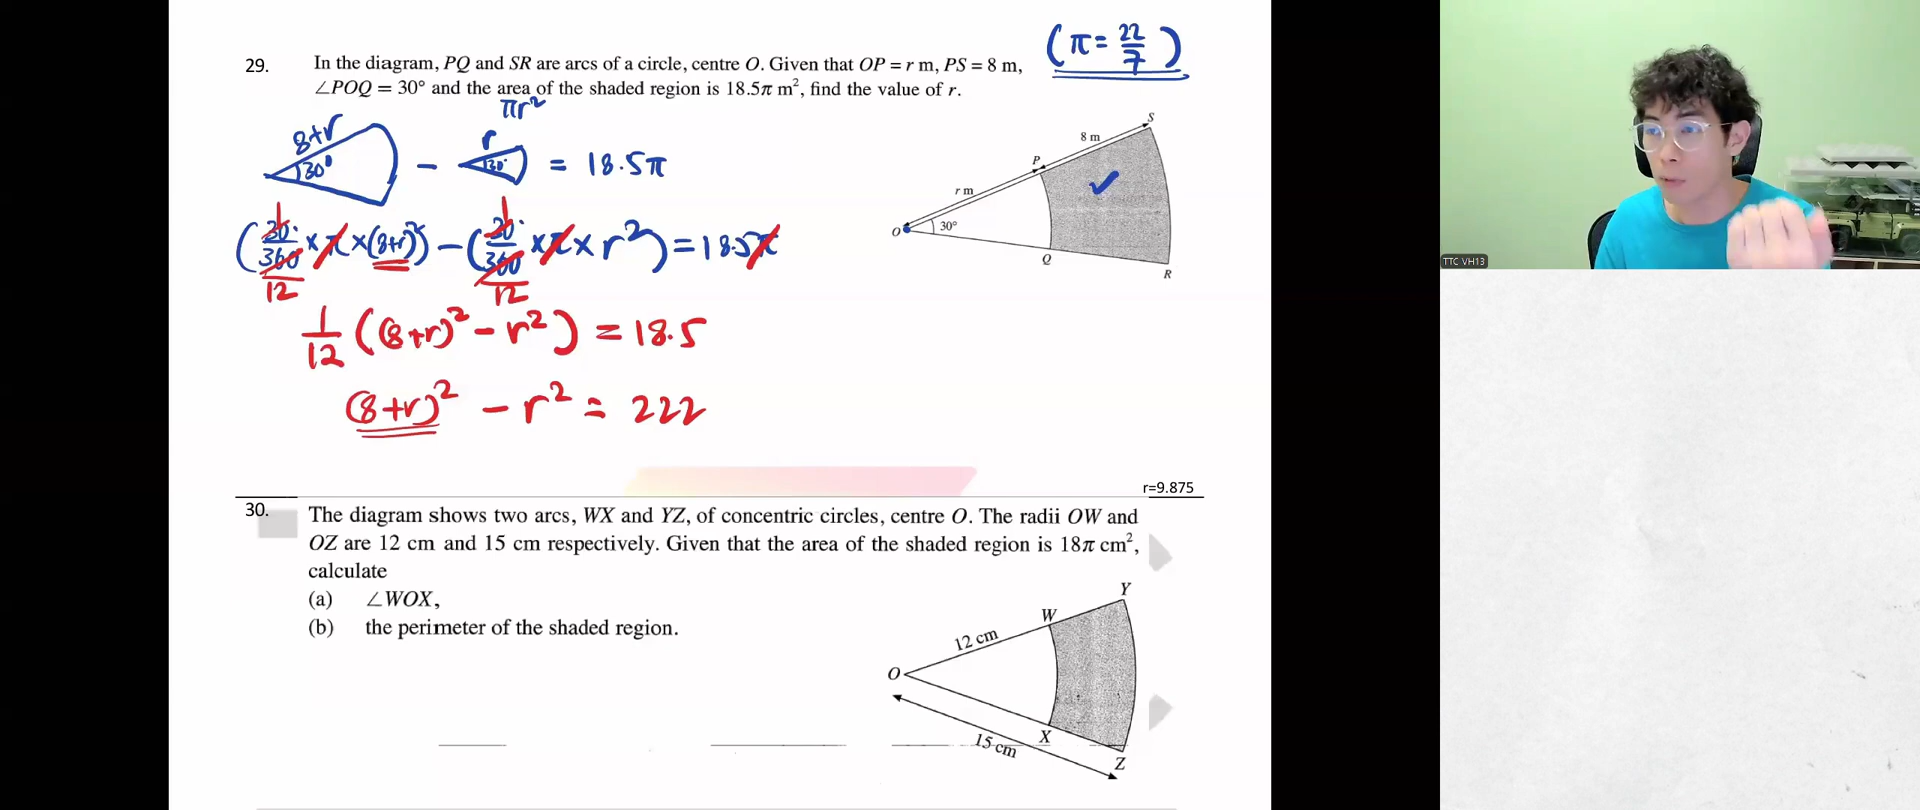 (π = 22/7)
29. In the diagram, PQ and SR are arcs of a circle, centre O. Given that OP = r m, PS = 8 m,
∠POQ = 30° and the area of the shaded region is 18.5π m², find the value of r.
πr²
8+r 30° − r 30° = 18.5π
(30°/360 × π × (8+r)²) − (30°/360 × π × r²) = 18.5π
1 12 1 12
1/12 ((8+r)² − r²) = 18.5
(8+r)² − r² = 222
S
8 m
P
r m
O 30°
Q
R
TTC VH13
r=9.875
30. The diagram shows two arcs, WX and YZ, of concentric circles, centre O. The radii OW and
OZ are 12 cm and 15 cm respectively. Given that the area of the shaded region is 18π cm²,
calculate
(a) ∠WOX,
(b) the perimeter of the shaded region.
Y
W
12 cm
O
X
15 cm
Z